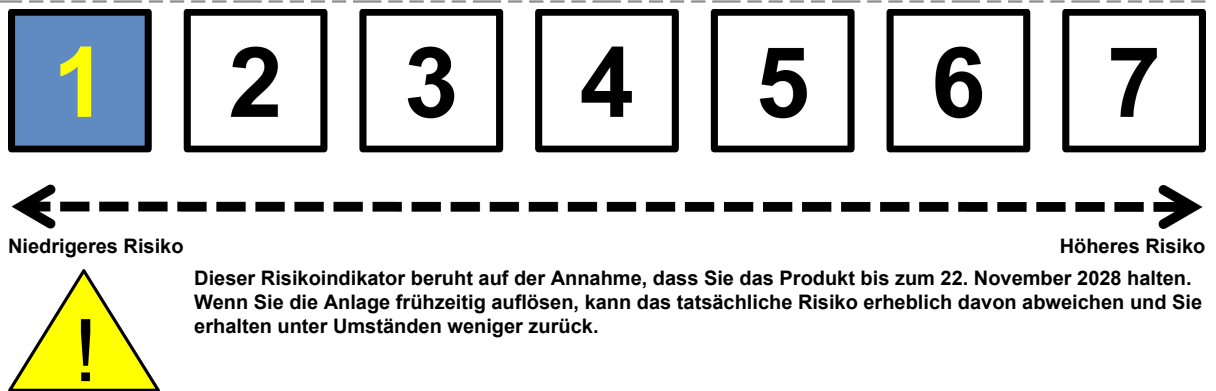 1 2 3 4 5 6 7
Niedrigeres Risiko Höheres Risiko
Dieser Risikoindikator beruht auf der Annahme, dass Sie das Produkt bis zum 22. November 2028 halten.
Wenn Sie die Anlage frühzeitig auflösen, kann das tatsächliche Risiko erheblich davon abweichen und Sie
erhalten unter Umständen weniger zurück.
!